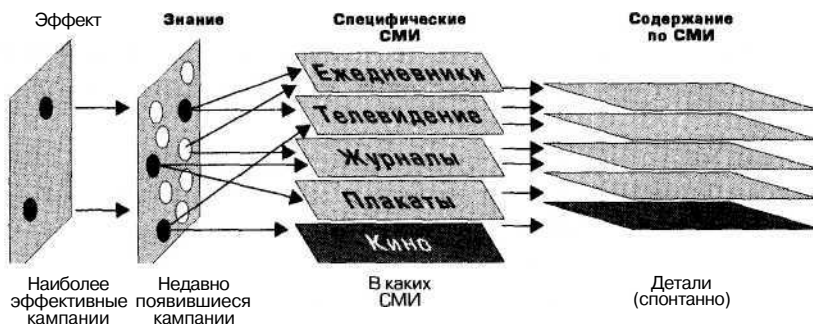 Эффект
Знание
Специфические
СМИ
Содержание
по СМИ
Ежедневники
Телевидение
Журналы
Плакаты
Кино
Наиболее
эффективные
кампании
Недавно
появившиеся
кампании
В каких
СМИ
Детали
(спонтанно)